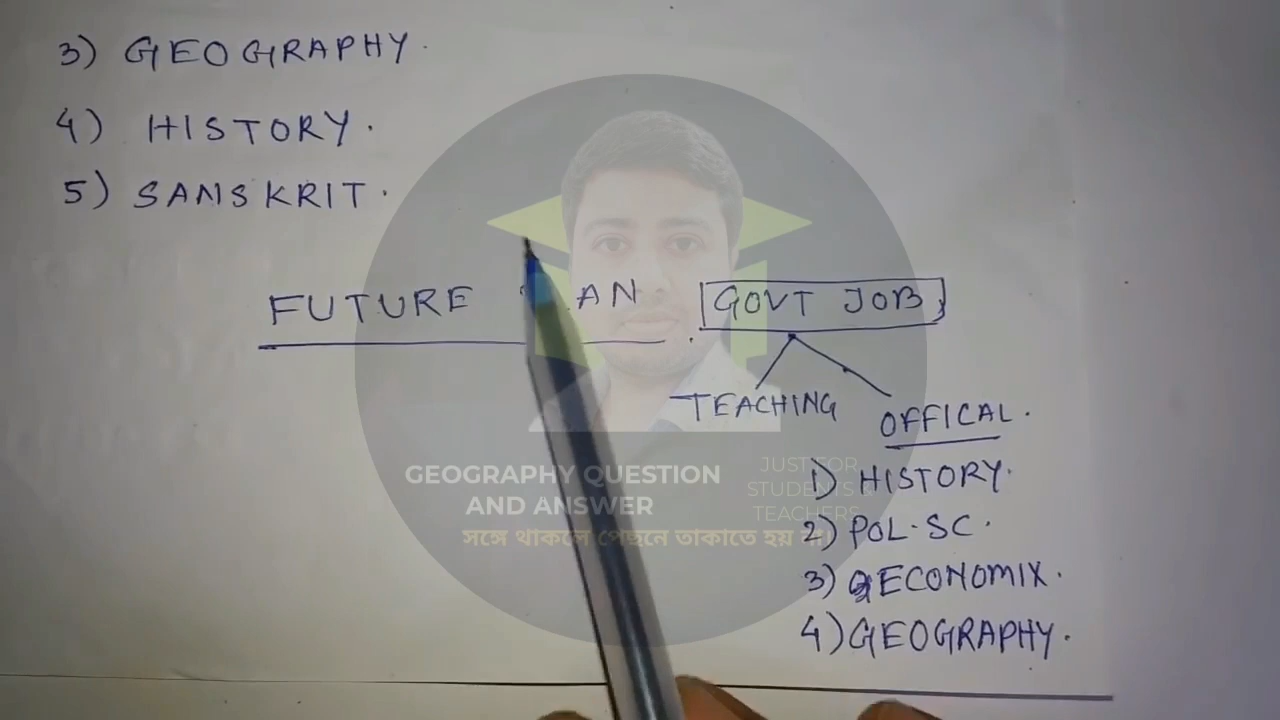 3) GEOGRAPHY.
4) HISTORY.
5) SANSKRIT.
FUTURE AN GOVT JOB
TEACHING
OFFICAL.
1) HISTORY.
2) POL.SC.
3) ECONOMIX.
4) GEOGRAPHY.
GEOGRAPHY QUESTION
AND ANSWER
JUST FOR
STUDENTS
TEACHERS
সঙ্গে থাকলে পেছনে তাকাতে হয় না